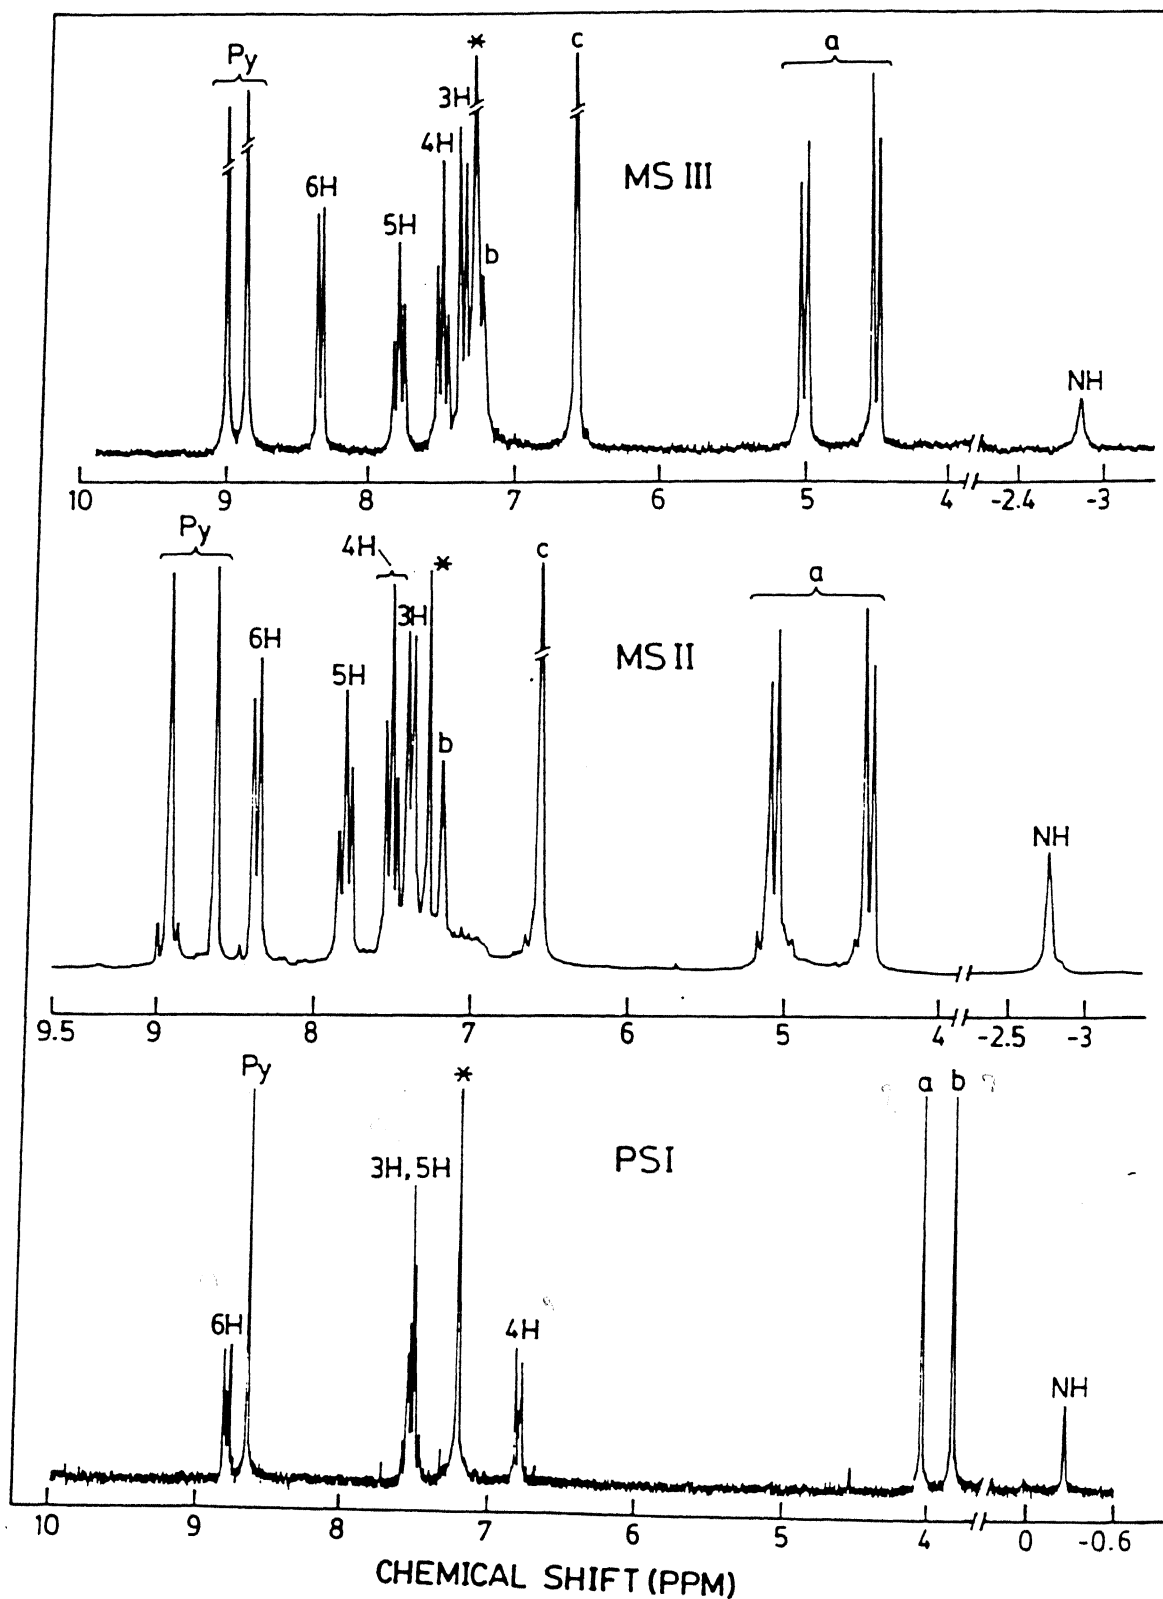 * c
Py a
3H
4H
MS III
6H
5H
b
NH
10 9 8 7 6 5 4 -2.4 -3
Py
4H * c
a
3H
6H
MS II
5H
b
NH
9.5 9 8 7 6 5 4 -2.5 -3
Py * a b
3H, 5H
PSI
6H 4H
NH
10 9 8 7 6 5 4 0 -0.6
CHEMICAL SHIFT (PPM)